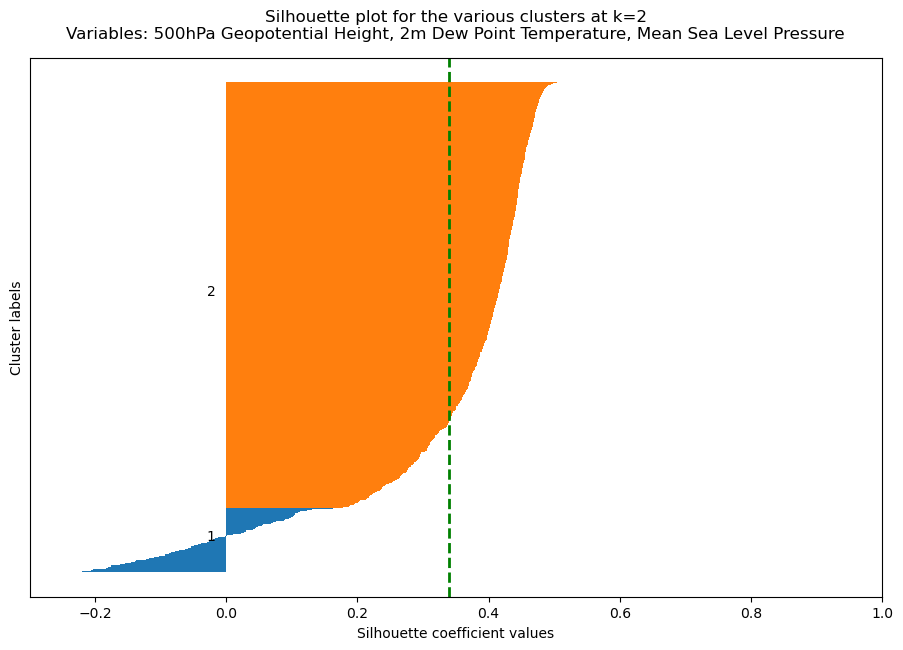 Silhouette plot for the various clusters at k=2
Variables: 500hPa Geopotential Height, 2m Dew Point Temperature, Mean Sea Level Pressure
Cluster labels
2
1
−0.2 0.0 0.2 0.4 0.6 0.8 1.0
Silhouette coefficient values